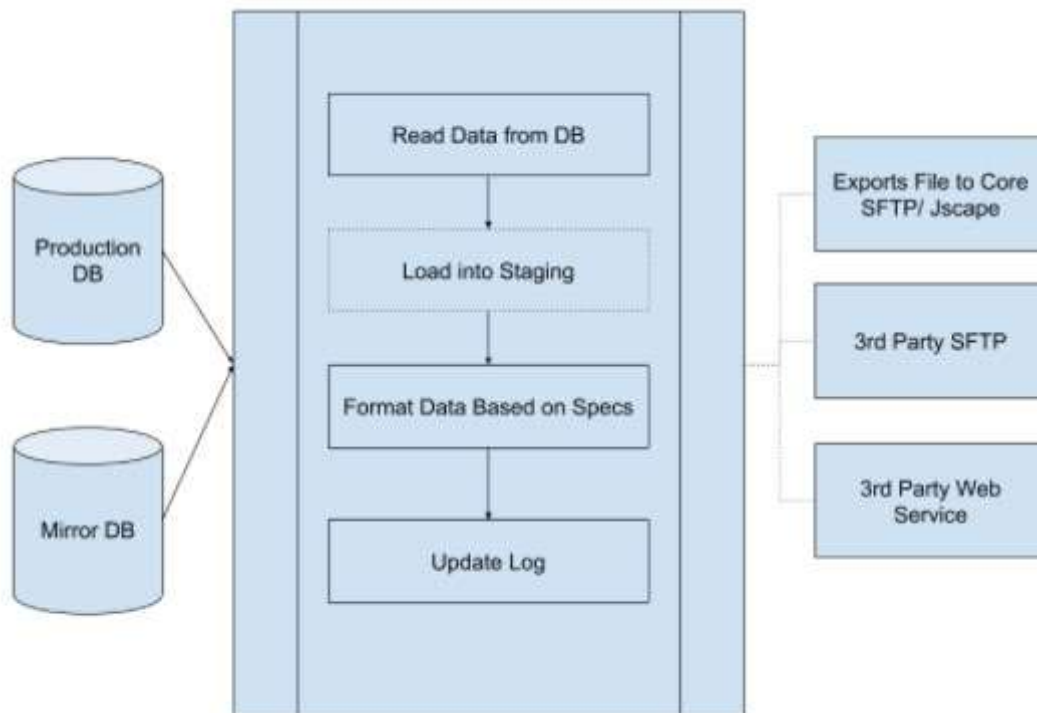 Production
DB
Mirror DB
Read Data from DB
Load into Staging
Format Data Based on Specs
Update Log
Exports File to Core
SFTP/ Jscape
3rd Party SFTP
3rd Party Web
Service